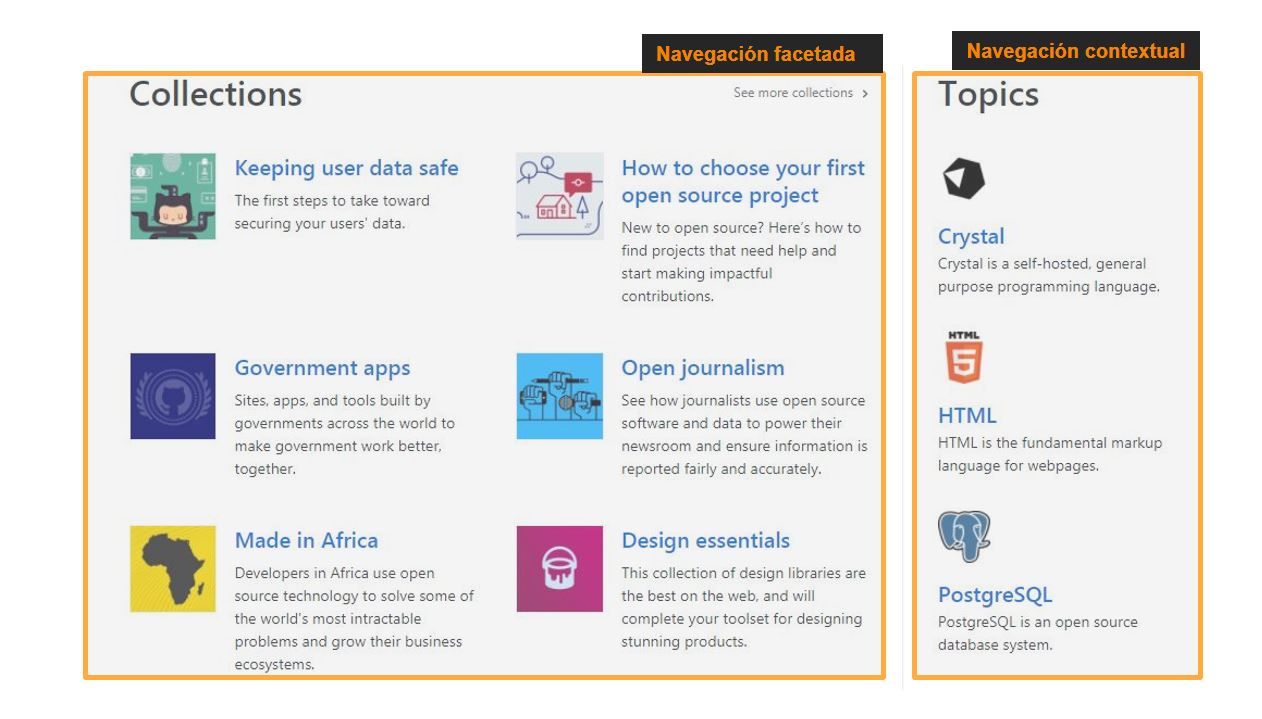 Navegación facetada
Navegación contextual
Collections
See more collections >
Keeping user data safe
The first steps to take toward
securing your users' data.
How to choose your first
open source project
New to open source? Here's how to
find projects that need help and
start making impactful
contributions.
Government apps
Sites, apps, and tools built by
governments across the world to
make government work better,
together.
Open journalism
See how journalists use open source
software and data to power their
newsroom and ensure information is
reported fairly and accurately.
Made in Africa
Developers in Africa use open
source technology to solve some of
the world's most intractable
problems and grow their business
ecosystems.
Design essentials
This collection of design libraries are
the best on the web, and will
complete your toolset for designing
stunning products.
Topics
Crystal
Crystal is a self-hosted, general
purpose programming language.
HTML
5
HTML
HTML is the fundamental markup
language for webpages.
PostgreSQL
PostgreSQL is an open source
database system.